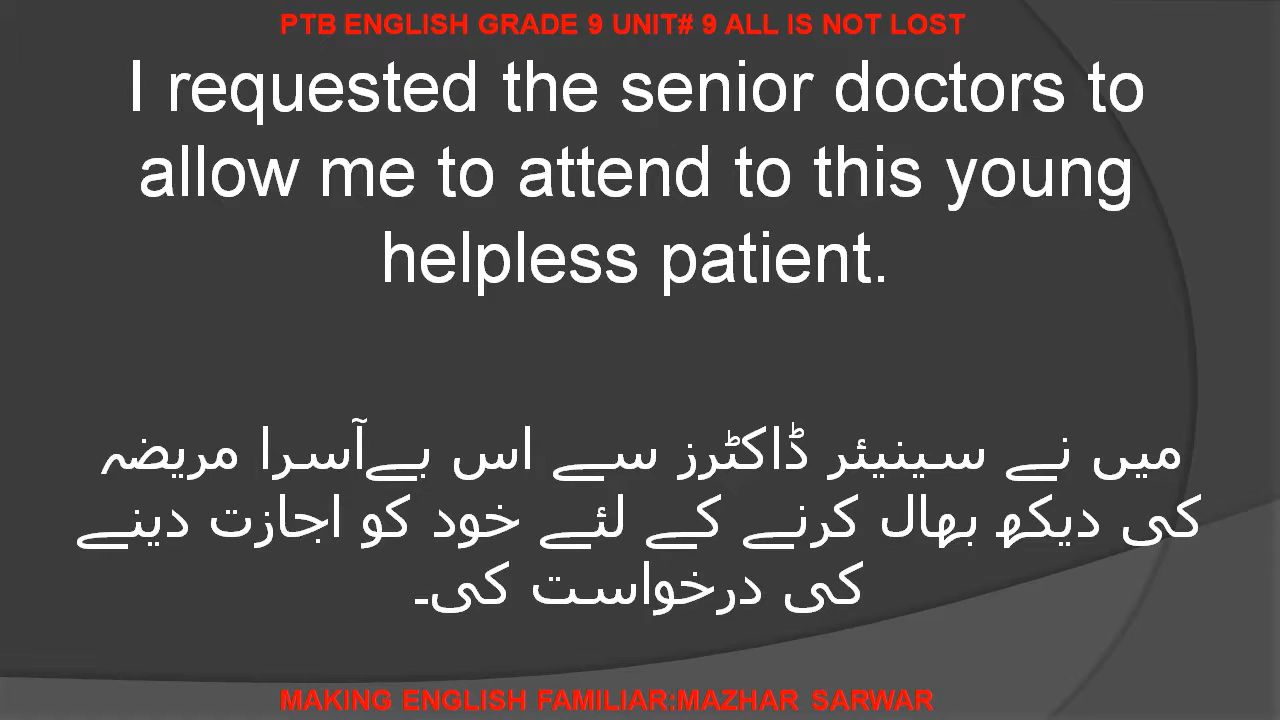 PTB ENGLISH GRADE 9 UNIT# 9 ALL IS NOT LOST
I requested the senior doctors to
allow me to attend to this young
helpless patient.
میں نے سینیئر ڈاکٹرز سے اس بےآسرا مریضہ
کی دیکھ بھال کرنے کے لئے خود کو اجازت دینے
کی درخواست کی۔
MAKING ENGLISH FAMILIAR:MAZHAR SARWAR